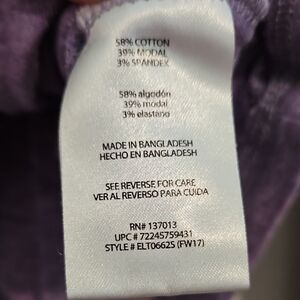 58% COTTON
39% MODAL
3% SPANDEX
58% algodón
39% modal
3% elastano
MADE IN BANGLADESH
HECHO EN BANGLADESH
SEE REVERSE FOR CARE
VER AL REVERSO PARA CUIDA
RN# 137013
UPC # 72245759431
STYLE # ELT0662S (FW17)